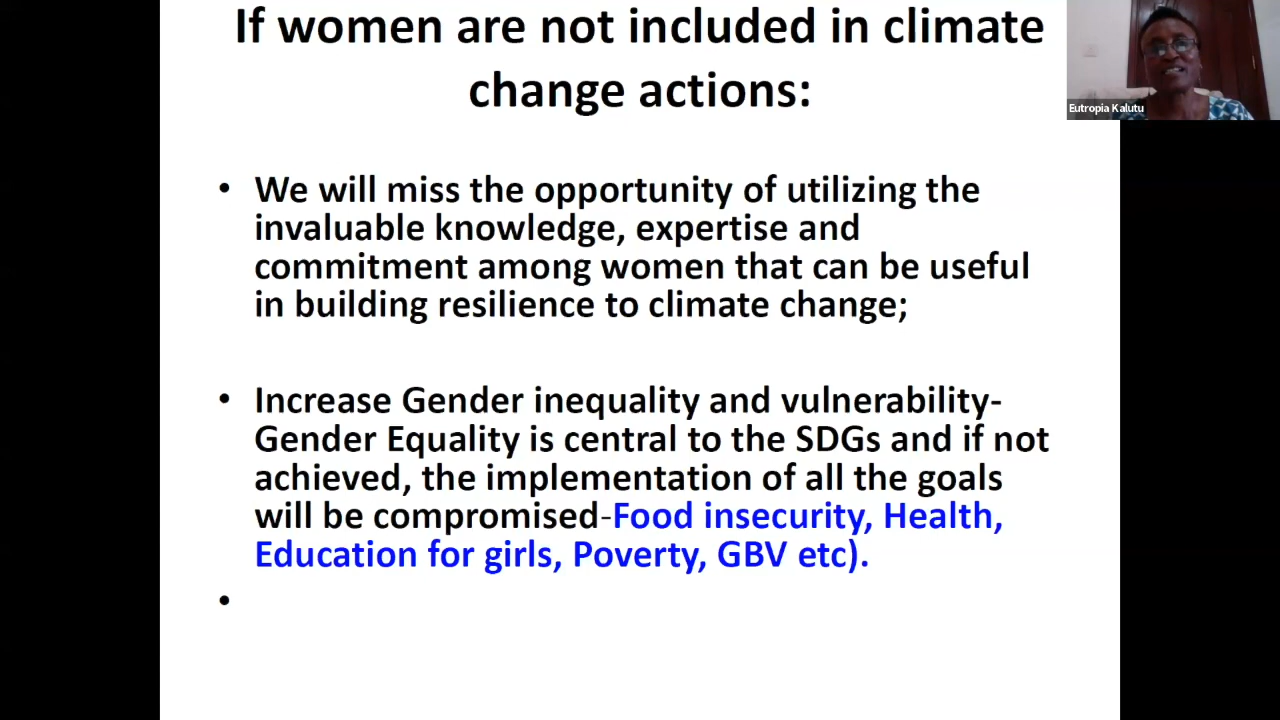 If women are not included in climate
change actions:
Eutropia Kalutu
• We will miss the opportunity of utilizing the
invaluable knowledge, expertise and
commitment among women that can be useful
in building resilience to climate change;
• Increase Gender inequality and vulnerability-
Gender Equality is central to the SDGs and if not
achieved, the implementation of all the goals
will be compromised-Food insecurity, Health,
Education for girls, Poverty, GBV etc).
•